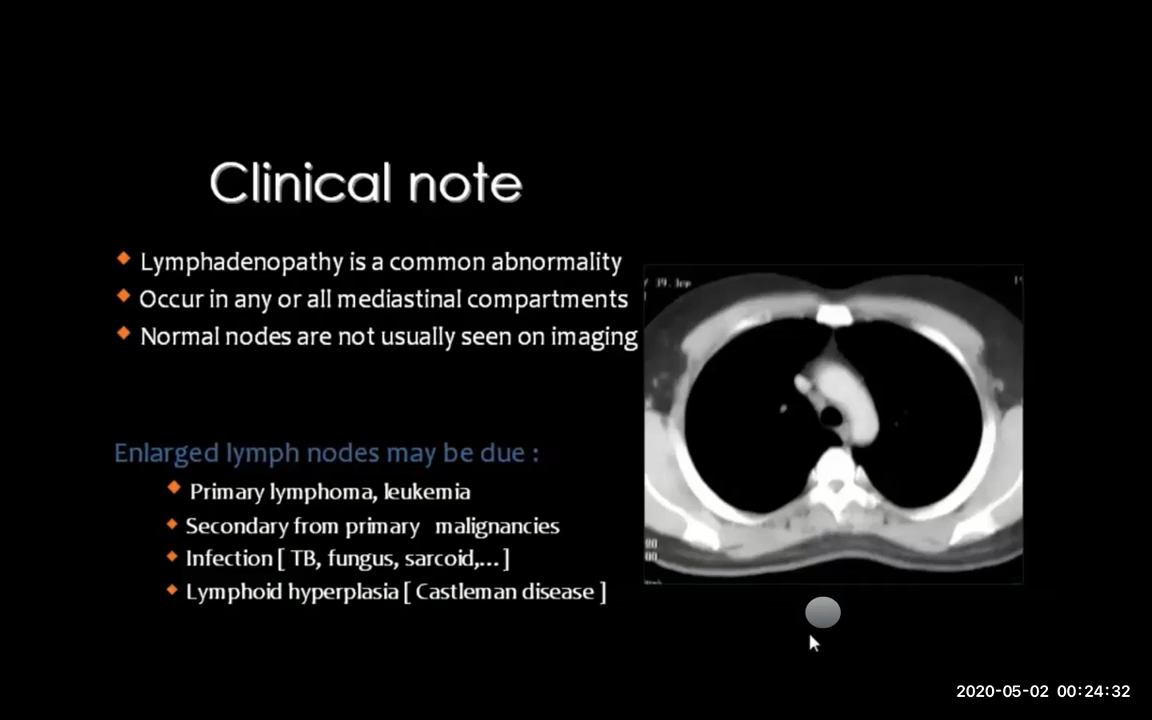 Clinical note
Lymphadenopathy is a common abnormality
Occur in any or all mediastinal compartments
Normal nodes are not usually seen on imaging
Enlarged lymph nodes may be due :
Primary lymphoma, leukemia
Secondary from primary malignancies
Infection [ TB, fungus, sarcoid,... ]
Lymphoid hyperplasia [ Castleman disease ]
2020-05-02 00:24:32